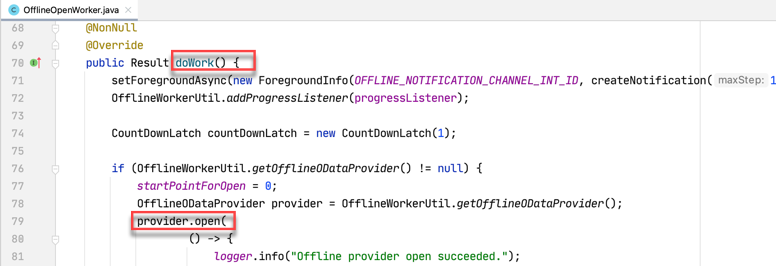 OfflineOpenWorker.java
68 @NonNull
69 @Override
70 public Result doWork() {
71 setForegroundAsync(new ForegroundInfo(OFFLINE_NOTIFICATION_CHANNEL_INT_ID, createNotification( maxStep: 1
72 OfflineWorkerUtil.addProgressListener(progressListener);
73
74 CountDownLatch countDownLatch = new CountDownLatch(1);
75
76 if (OfflineWorkerUtil.getOfflineODataProvider() != null) {
77 startPointForOpen = 0;
78 OfflineODataProvider provider = OfflineWorkerUtil.getOfflineODataProvider();
79 provider.open(
80 () -> {
81 logger.info("Offline provider open succeeded.");